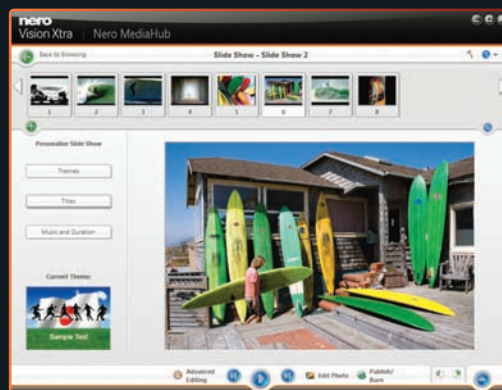 nero
Vision Xtra | Nero MediaHub
Back to Browsing
Slide Show - Slide Show 2
1 2 3 4 5 6 7 8
Personalize Slide Show
Themes
Titles
Music and Duration
Current Theme:
Sample Text
Advanced
Editing
Edit Photo
Publish/
Burn